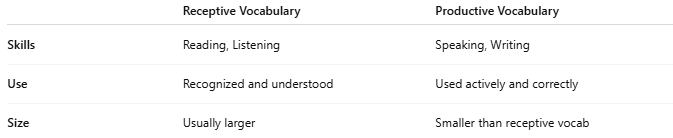 Receptive Vocabulary Productive Vocabulary
Skills Reading, Listening Speaking, Writing
Use Recognized and understood Used actively and correctly
Size Usually larger Smaller than receptive vocab